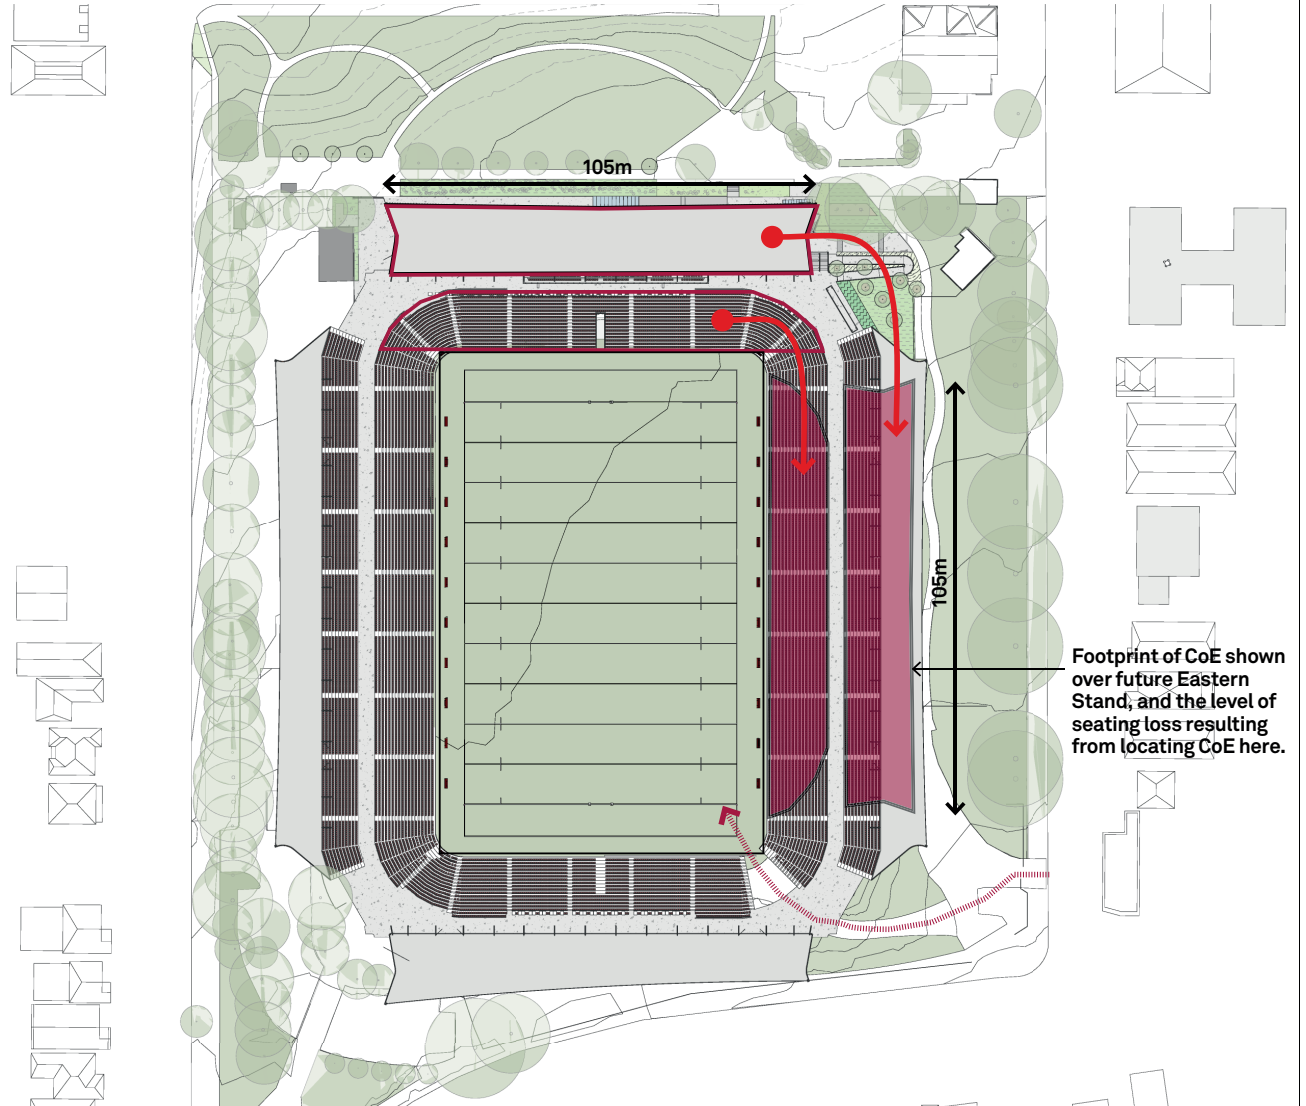 105m
105m
Footprint of CoE shown
over future Eastern
Stand, and the level of
seating loss resulting
from locating CoE here.